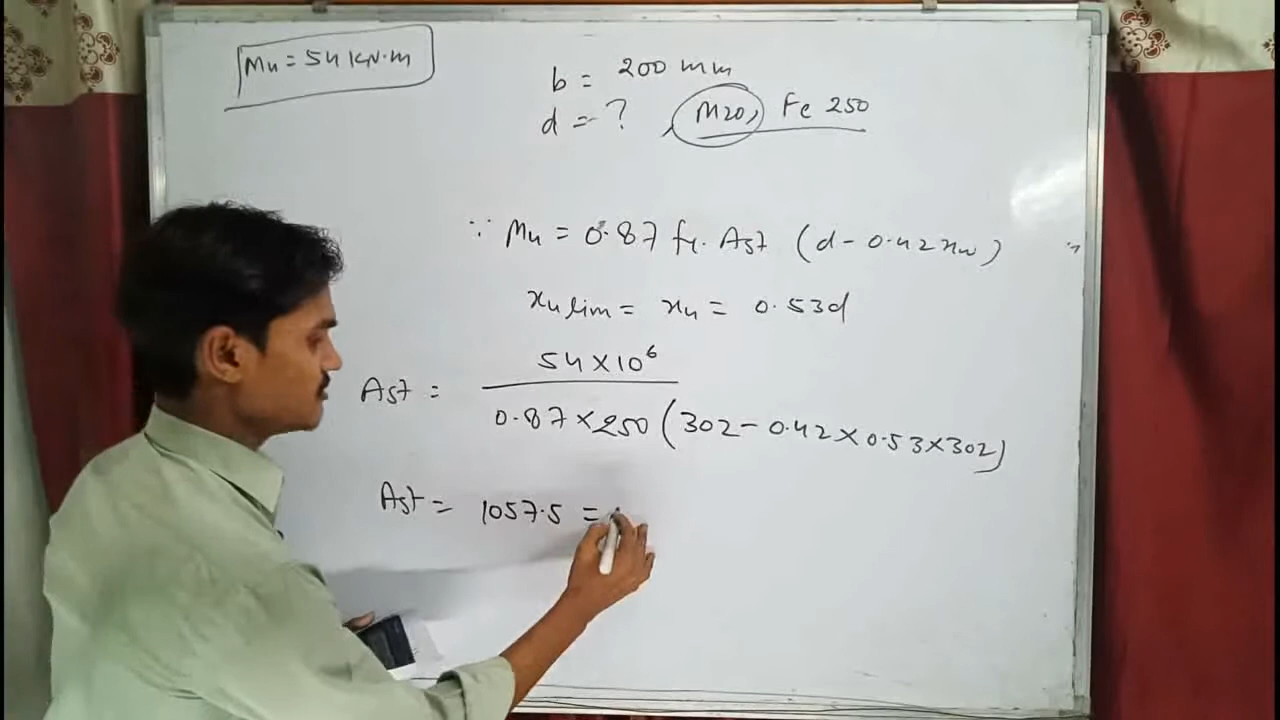 Mu = 54 KN.m
b = 200 mm
d = ? , M20, Fe 250
∵ Mu = 0.87 fy. Ast (d - 0.42 xu)
xu lim = xu = 0.53d
Ast = 54 × 10⁶
0.87 × 250 (302 - 0.42 × 0.53 × 302)
Ast = 1057.5 =